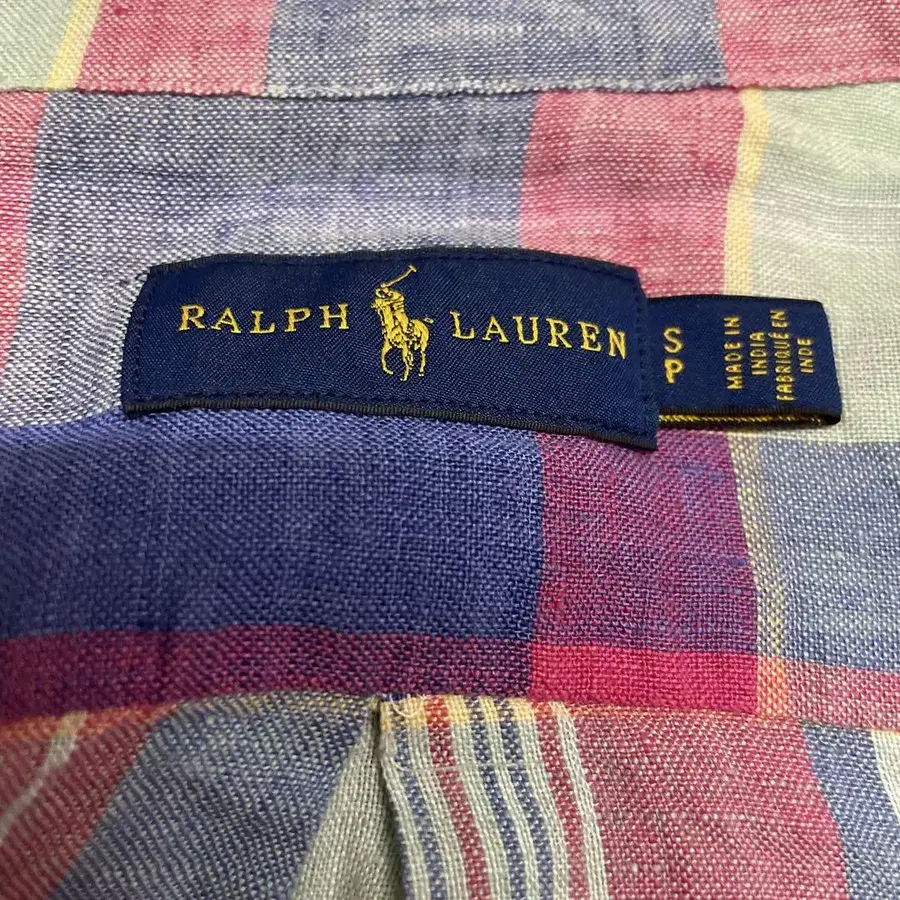 RALPH LAUREN
S
P
MADE IN
INDIA
FABRIQUÉ EN
INDE